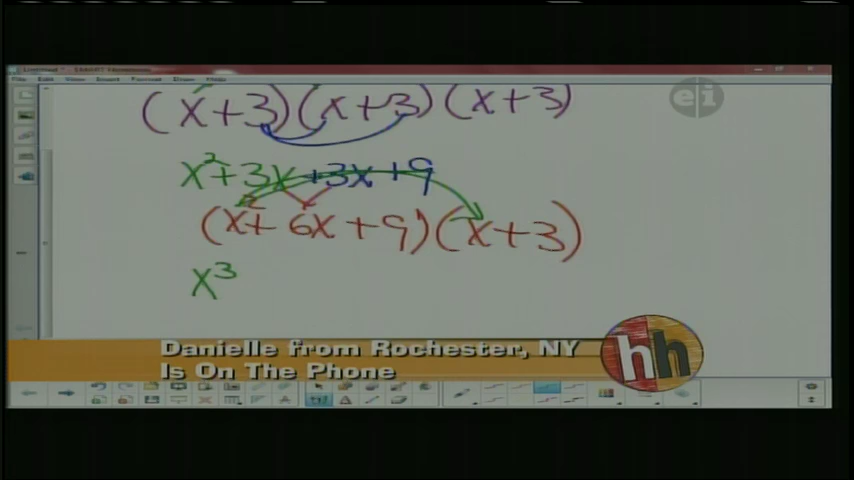 ei
(x+3)(x+3)(x+3)
x²+3x+3x+9
(x²+6x+9)(x+3)
x³
Danielle from Rochester, NY
Is On The Phone
hh